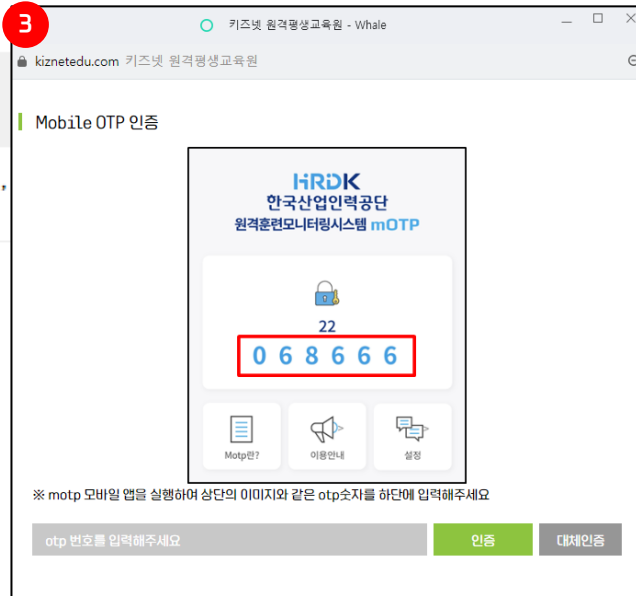 3
키즈넷 원격평생교육원 - Whale
kiznetedu.com 키즈넷 원격평생교육원
Mobile OTP 인증
HRDK
한국산업인력공단
원격훈련모니터링시스템 mOTP
22
0 6 8 6 6 6
Motp란?
이용안내
설정
※ motp 모바일 앱을 실행하여 상단의 이미지와 같은 otp숫자를 하단에 입력해주세요
otp 번호를 입력해주세요
인증
대체인증